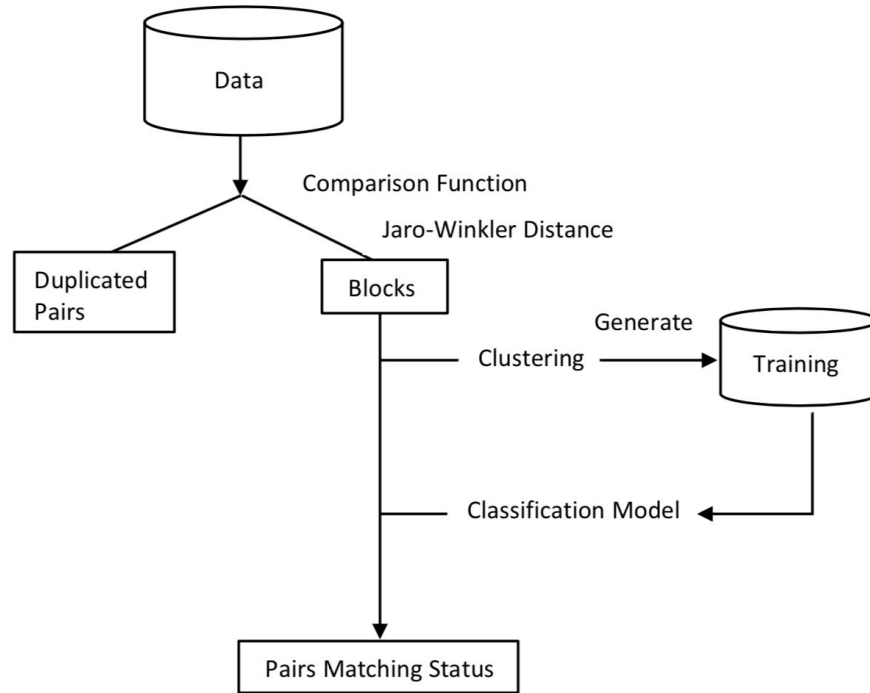 Data
Comparison Function
Jaro-Winkler Distance
Duplicated
Pairs
Blocks
Generate
Clustering
Training
Classification Model
Pairs Matching Status